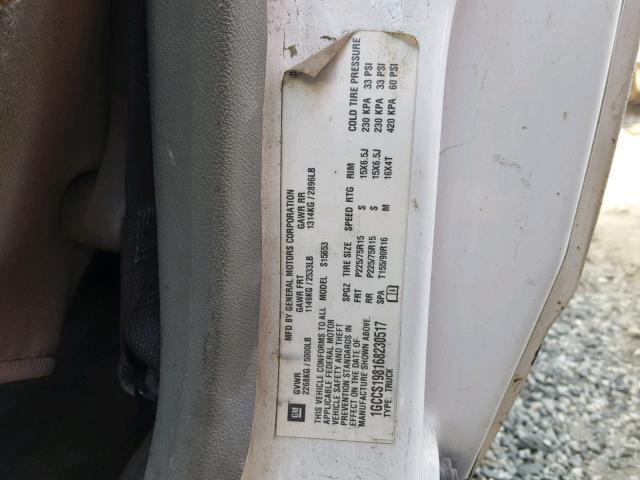 GM
MFD BY GENERAL MOTORS CORPORATION
GVWR GAWR FRT GAWR RR
2268KG / 5000LB 1149KG / 2533LB 1314KG / 2896LB
THIS VEHICLE CONFORMS TO ALL MODEL S15653
APPLICABLE FEDERAL MOTOR
VEHICLE SAFETY AND THEFT
PREVENTION STANDARDS IN
EFFECT ON THE DATE OF
MANUFACTURE SHOWN ABOVE.
1GCCS198168230517
TYPE: TRUCK
SPGZ TIRE SIZE SPEED RTG RIM COLD TIRE PRESSURE
FRT P225/75R15 S 15X6.5J 230 KPA 33 PSI
RR P225/75R15 S 15X6.5J 230 KPA 33 PSI
SPA T155/90R16 M 16X4T 420 KPA 60 PSI